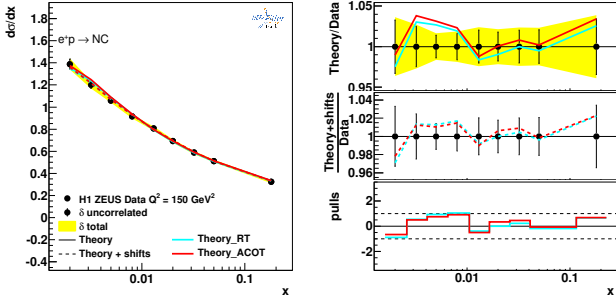 dσ/dx
e⁺p → NC
1.8
1.6
1.4
1.2
1.0
0.8
0.6
0.4
0.2
0.0
-0.4
H1 ZEUS Data Q² = 150 GeV²
δ uncorrelated
δ total
Theory
Theory_RT
Theory + shifts
Theory_ACOT
0.01
0.1
x
Theory/Data
1.05
1
0.95
Theory+shifts
Data
1.04
1.02
1
0.98
0.96
pulls
2
0
-2
0.01
0.1
x